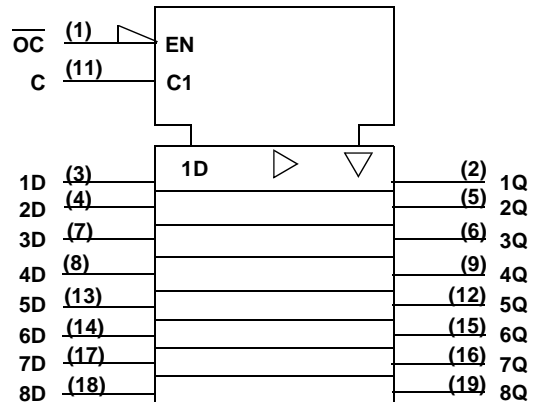 OC (1) EN
C (11) C1
1D
1D (3) (2) 1Q
2D (4) (5) 2Q
3D (7) (6) 3Q
4D (8) (9) 4Q
5D (13) (12) 5Q
6D (14) (15) 6Q
7D (17) (16) 7Q
8D (18) (19) 8Q